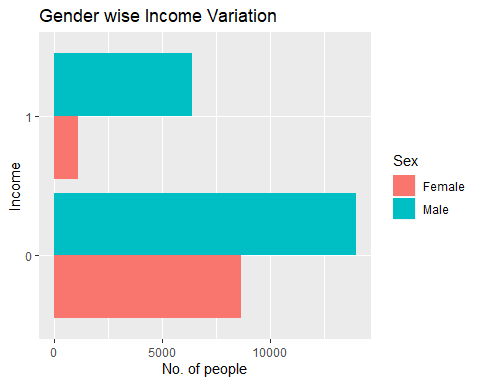 Gender wise Income Variation
1
0
Income
0
5000
10000
No. of people
Sex
Female
Male